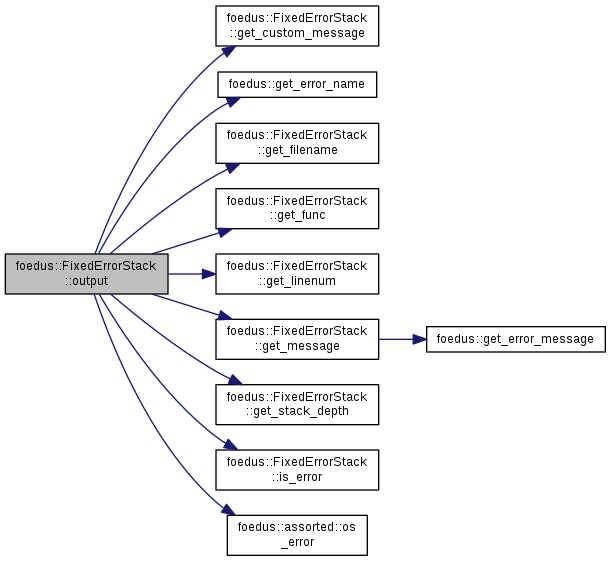 foedus::FixedErrorStack
::get_custom_message
foedus::get_error_name
foedus::FixedErrorStack
::get_filename
foedus::FixedErrorStack
::get_func
foedus::FixedErrorStack
::output
foedus::FixedErrorStack
::get_linenum
foedus::FixedErrorStack
::get_message
foedus::get_error_message
foedus::FixedErrorStack
::get_stack_depth
foedus::FixedErrorStack
::is_error
foedus::assorted::os
_error